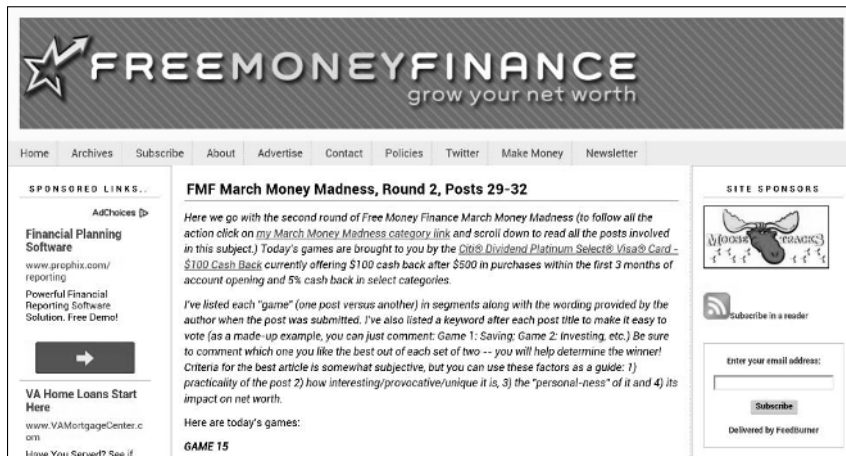 FREEMONEYFINANCE
grow your net worth
Home Archives Subscribe About Advertise Contact Policies Twitter Make Money Newsletter
SPONSORED LINKS..
AdChoices
Financial Planning
Software
www.prophix.com/
reporting
Powerful Financial
Reporting Software
Solution. Free Demo!
VA Home Loans Start
Here
www.VAMortgageCenter.c
om
Have You Served? See if
FMF March Money Madness, Round 2, Posts 29-32
Here we go with the second round of Free Money Finance March Money Madness (to follow all the
action click on my March Money Madness category link and scroll down to read all the posts involved
in this subject.) Today's games are brought to you by the Citi® Dividend Platinum Select® Visa® Card -
$100 Cash Back currently offering $100 cash back after $500 in purchases within the first 3 months of
account opening and 5% cash back in select categories.
I've listed each "game" (one post versus another) in segments along with the wording provided by the
author when the post was submitted. I've also listed a keyword after each post title to make it easy to
vote (as a made-up example, you can just comment: Game 1: Saving; Game 2: Investing, etc.) Be sure
to comment which one you like the best out of each set of two -- you will help determine the winner!
Criteria for the best article is somewhat subjective, but you can use these factors as a guide: 1)
practicality of the post 2) how interesting/provocative/unique it is, 3) the "personal-ness" of it and 4) its
impact on net worth.
Here are today's games:
GAME 15
SITE SPONSORS
MOOSE TRACKS
Subscribe in a reader
Enter your email address:
Subscribe
Delivered by FeedBurner